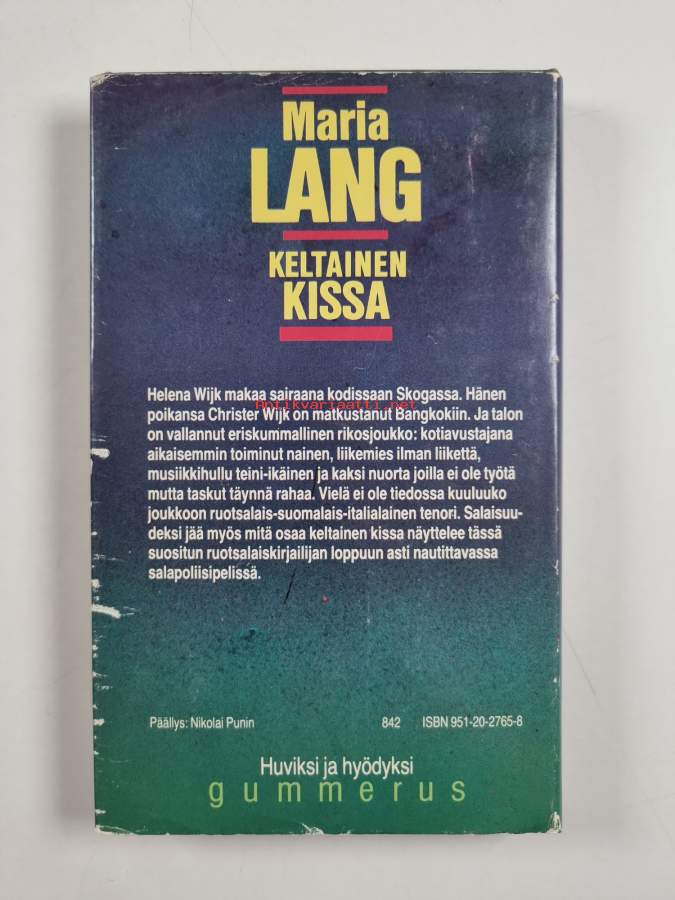 Maria
LANG
KELTAINEN
KISSA
Helena Wijk makaa sairaana kodissaan Skogassa. Hänen
poikansa Christer Wijk on matkustanut Bangkokiin. Ja talon
on vallannut eriskummallinen rikosjoukko: kotiavustajana
aikaisemmin toiminut nainen, liikemies ilman liikettä,
musiikkihullu teini-ikäinen ja kaksi nuorta joilla ei ole työtä
mutta taskut täynnä rahaa. Vielä ei ole tiedossa kuuluuko
joukkoon ruotsalais-suomalais-italialainen tenori. Salaisuu-
deksi jää myös mitä osaa keltainen kissa näyttelee tässä
suositun ruotsalaiskirjailijan loppuun asti nautittavassa
salapoliisipelissä.
Antikvariaatti.net
Päällys: Nikolai Punin 842 ISBN 951-20-2765-8
Huviksi ja hyödyksi
gummerus